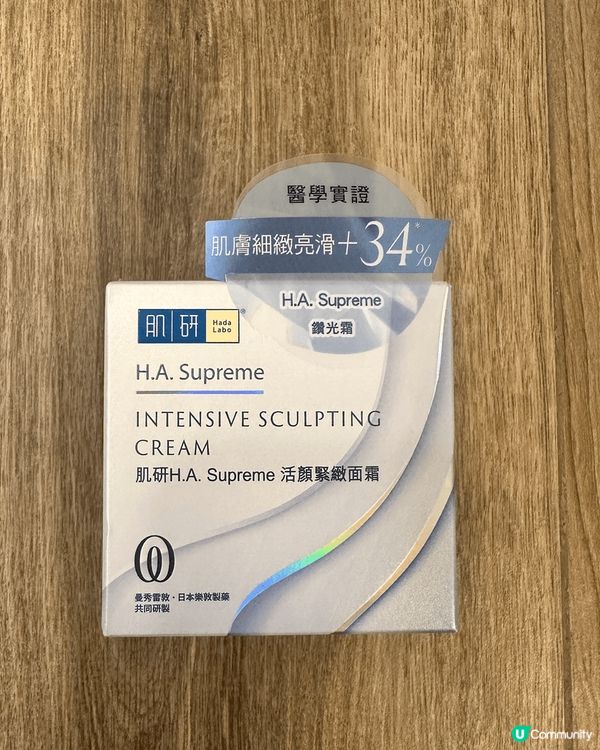 醫學實證
肌膚細緻亮滑+34%*
H.A. Supreme
鑽光霜
肌研 Hada Labo®
H.A. Supreme
INTENSIVE SCULPTING
CREAM
肌研H.A. Supreme 活顏緊緻面霜
曼秀雷敦・日本樂敦製藥
共同研製
U Community